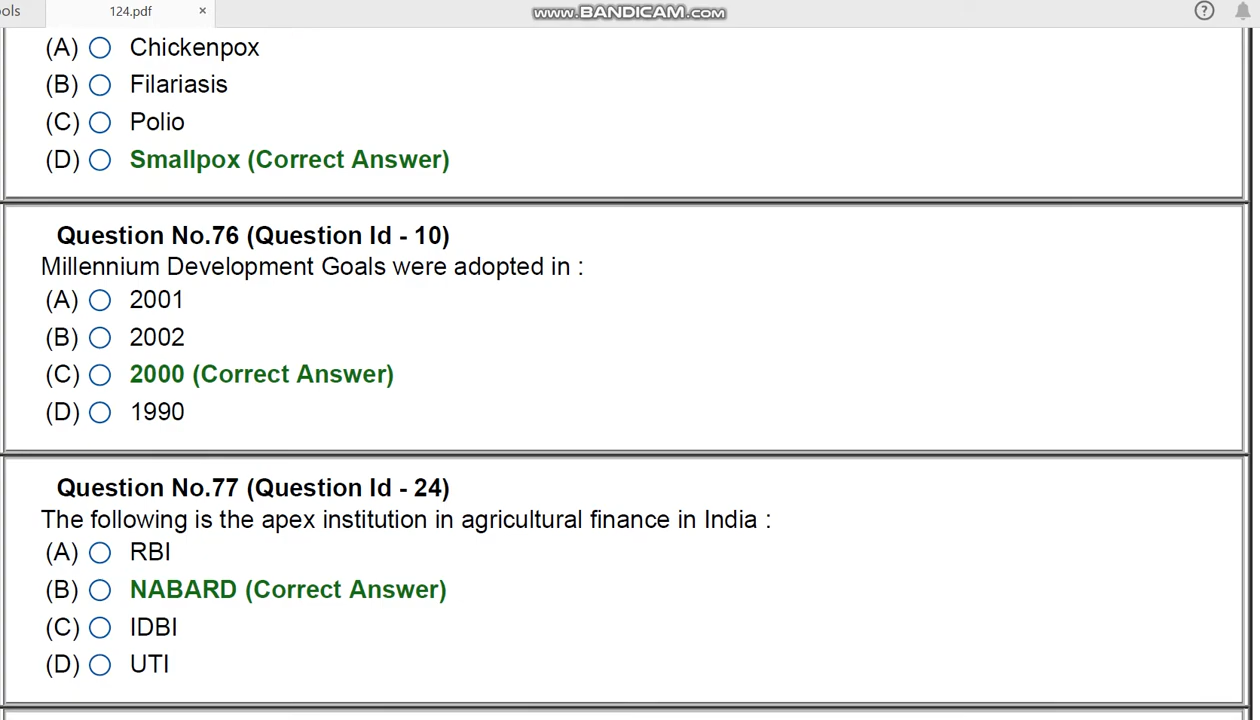 ols
124.pdf
×
www.BANDICAM.com
?
(A) Chickenpox
(B) Filariasis
(C) Polio
(D) Smallpox (Correct Answer)
Question No.76 (Question Id - 10)
Millennium Development Goals were adopted in :
(A) 2001
(B) 2002
(C) 2000 (Correct Answer)
(D) 1990
Question No.77 (Question Id - 24)
The following is the apex institution in agricultural finance in India :
(A) RBI
(B) NABARD (Correct Answer)
(C) IDBI
(D) UTI